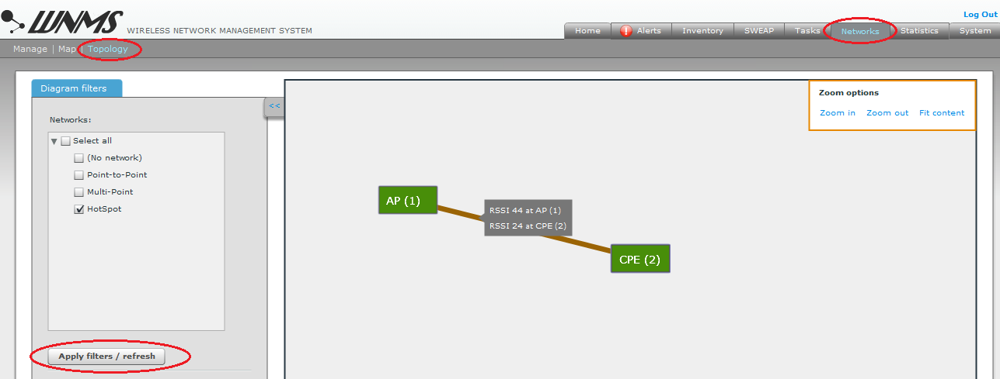 Log Out
WNMS WIRELESS NETWORK MANAGEMENT SYSTEM
Home Alerts Inventory SWEAP Tasks Networks Statistics System
Manage | Map | Topology
Diagram filters
<<
Networks:
Select all
(No network)
Point-to-Point
Multi-Point
HotSpot
Apply filters / refresh
Zoom options
Zoom in Zoom out Fit content
AP (1)
RSSI 44 at AP (1)
RSSI 24 at CPE (2)
CPE (2)